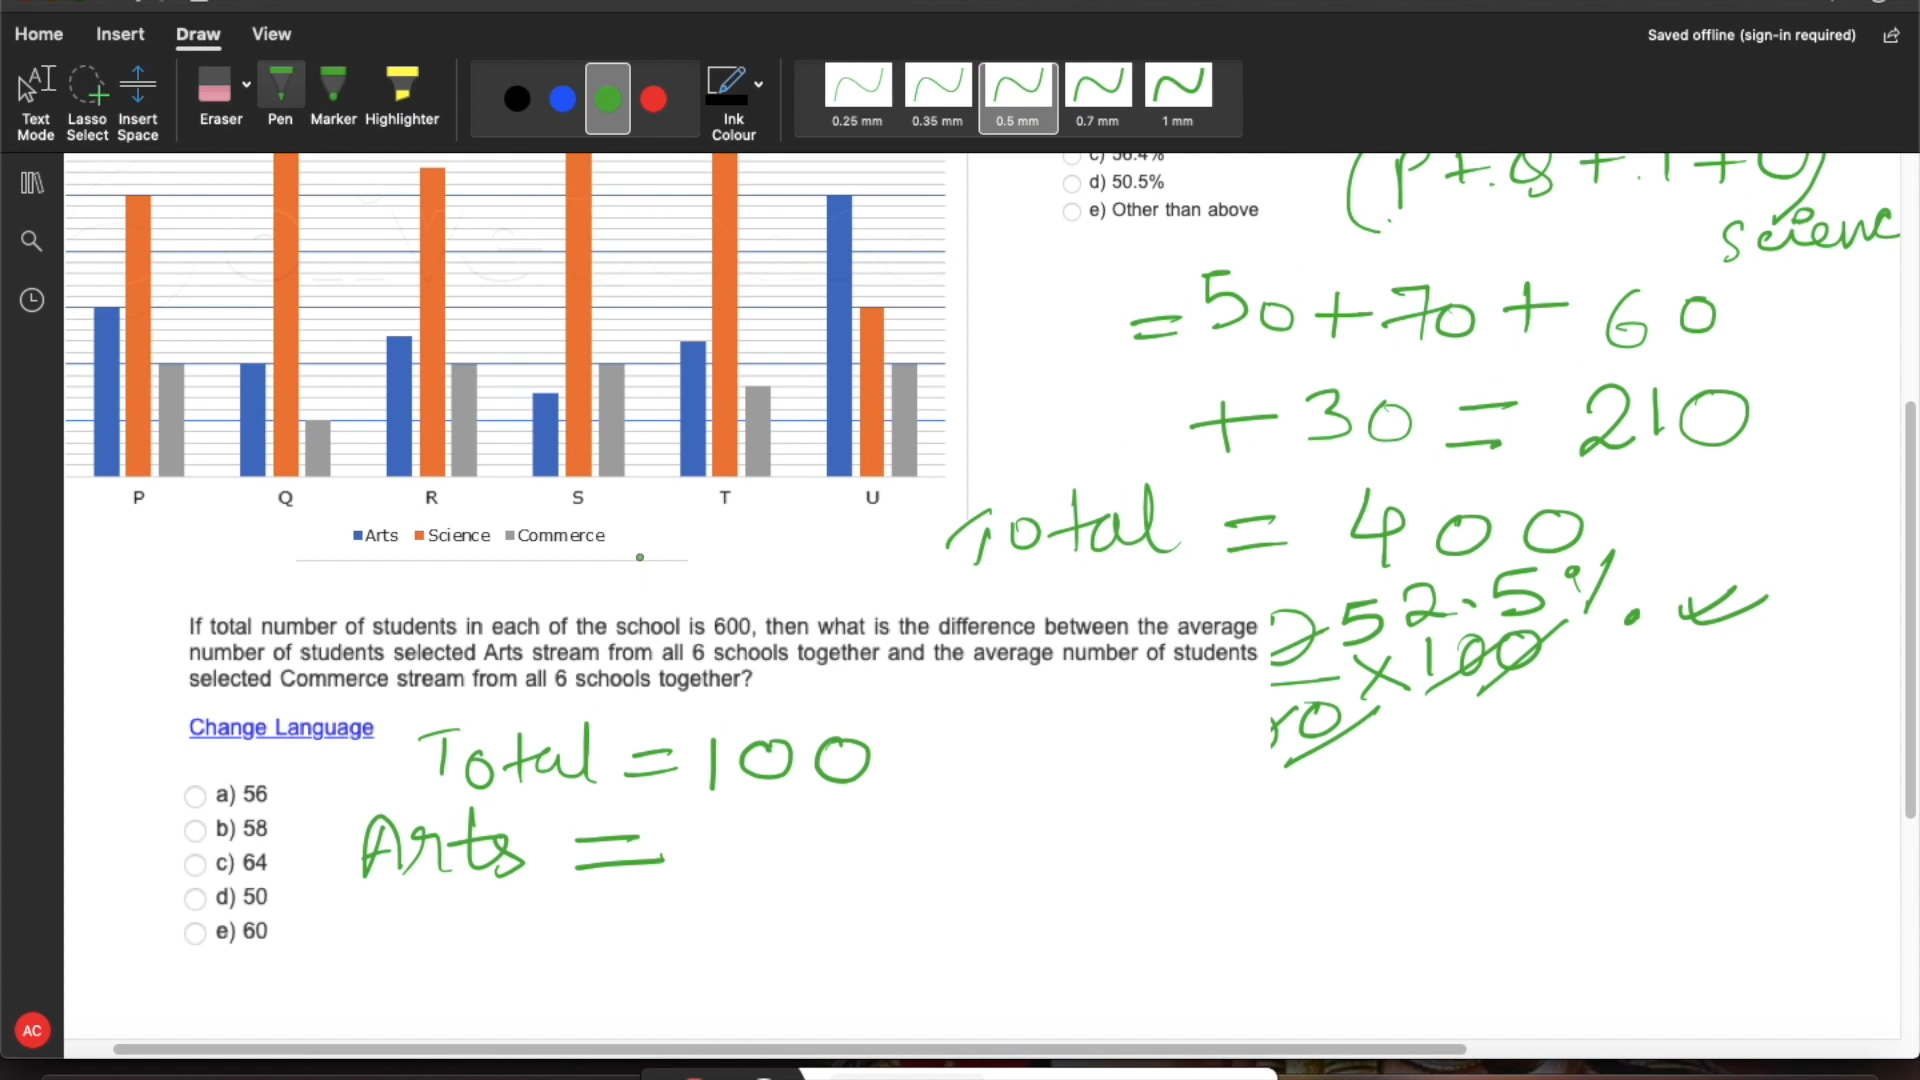 Home Insert Draw View
Saved offline (sign-in required)
Text Mode
Lasso Select
Insert Space
Eraser
Pen
Marker
Highlighter
Ink Colour
0.25 mm
0.35 mm
0.5 mm
0.7 mm
1 mm
c) 56.4%
d) 50.5%
e) Other than above
(P + Q + T + U)
Scienc
= 50 + 70 + 60
+ 30 = 210
P Q R S T U
Arts Science Commerce
Total = 400
52.5%.
× 100
If total number of students in each of the school is 600, then what is the difference between the average
number of students selected Arts stream from all 6 schools together and the average number of students
selected Commerce stream from all 6 schools together?
Change Language
Total = 100
Arts =
a) 56
b) 58
c) 64
d) 50
e) 60
AC